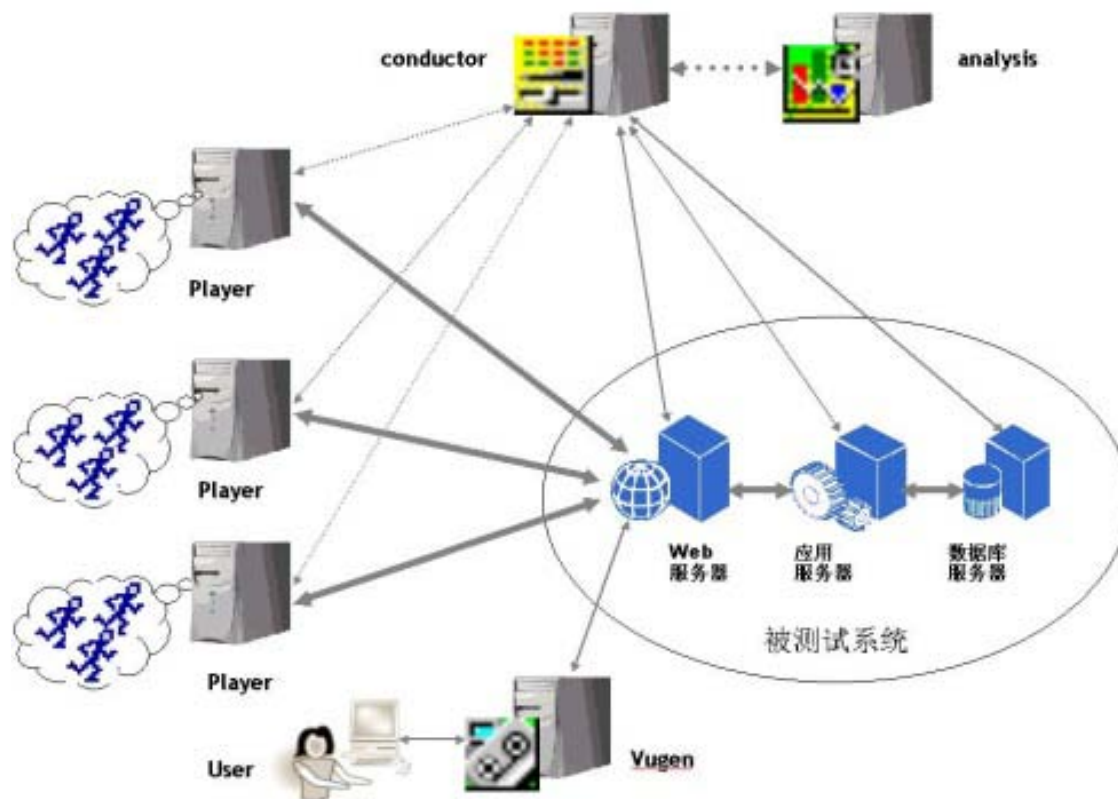 conductor
analysis
Player
Player
Web
服务器
应用
服务器
数据库
服务器
被测试系统
Player
User
Vugen